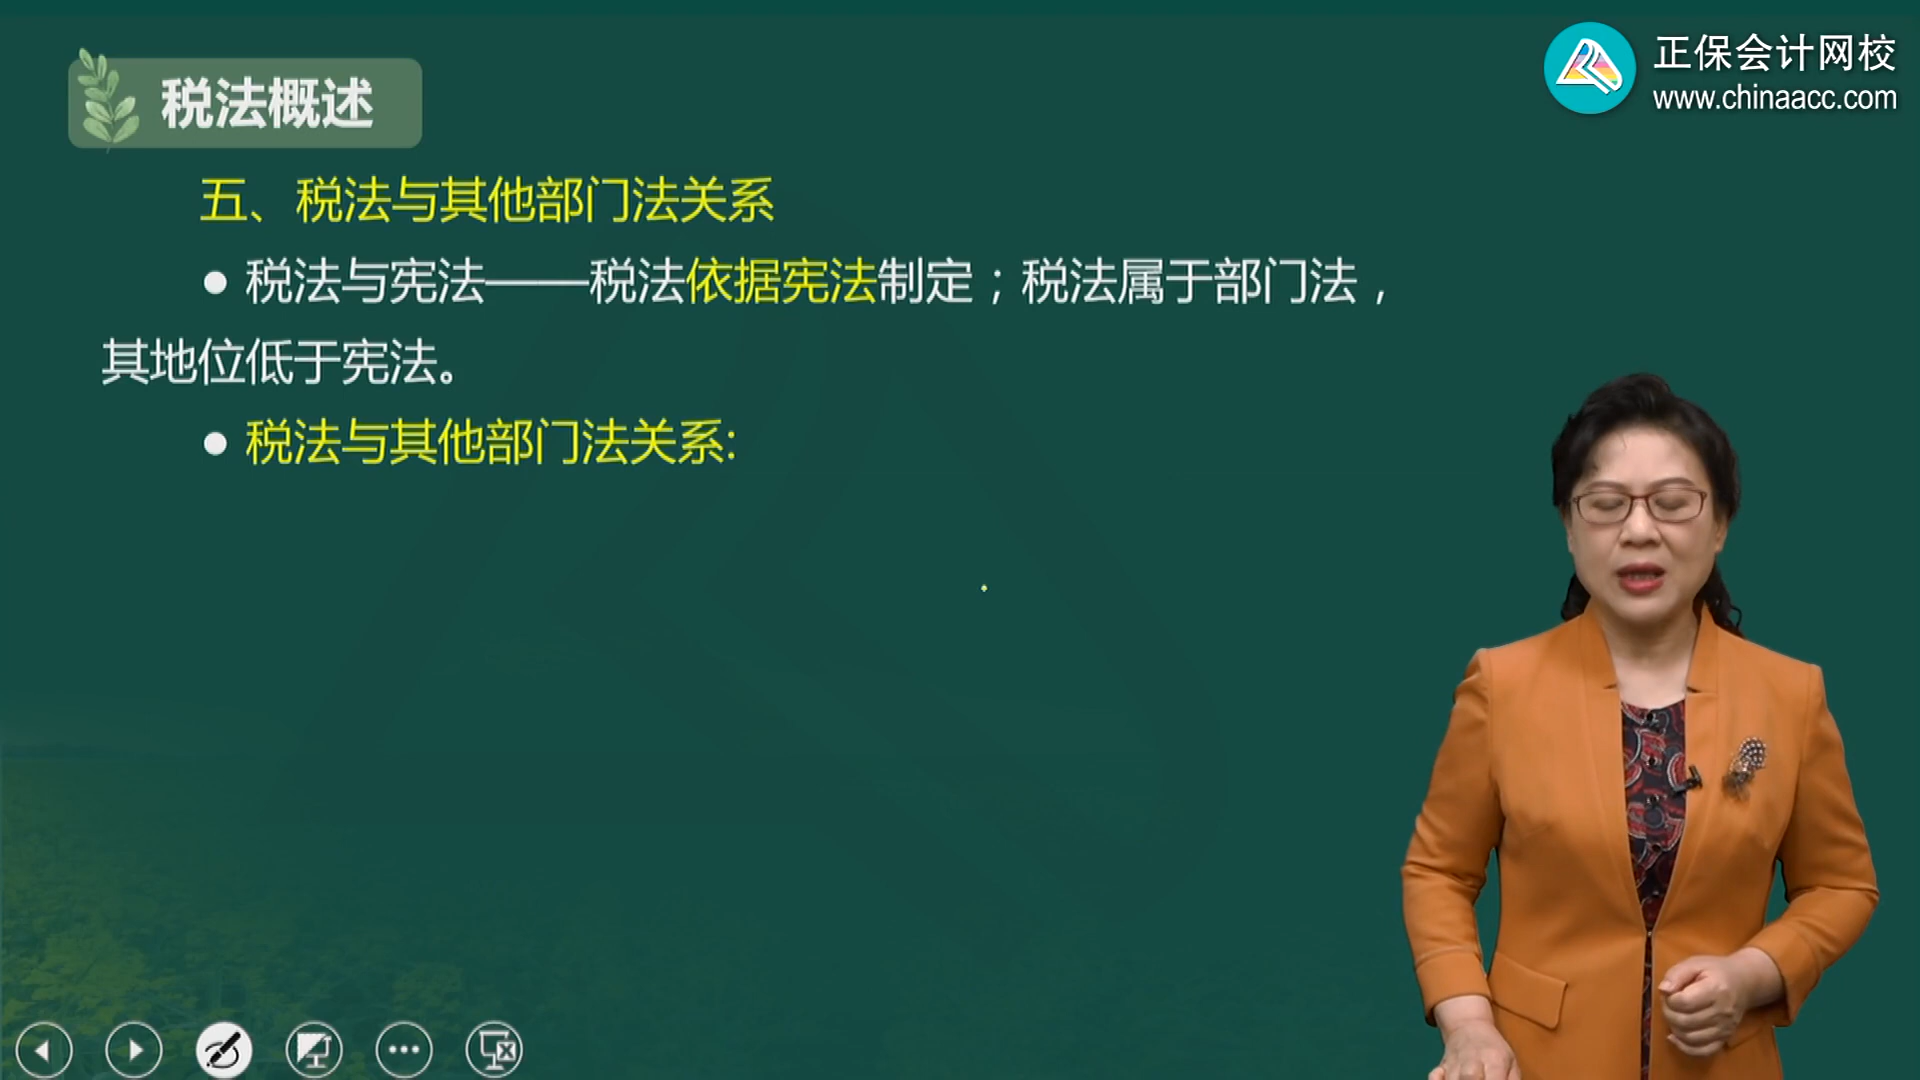 正保会计网校
www.chinaacc.com
税法概述
五、税法与其他部门法关系
●税法与宪法——税法依据宪法制定；税法属于部门法，
其地位低于宪法。
●税法与其他部门法关系: